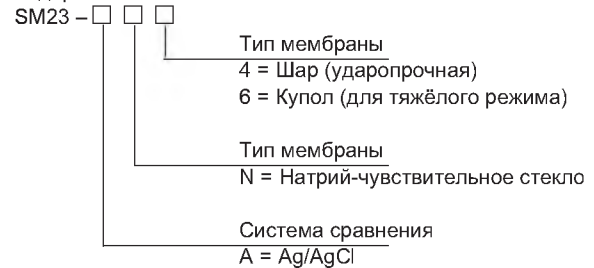 SM23 – □ □ □
Тип мембраны
4 = Шар (ударопрочная)
6 = Купол (для тяжёлого режима)
Тип мембраны
N = Натрий-чувствительное стекло
Система сравнения
A = Ag/AgCl